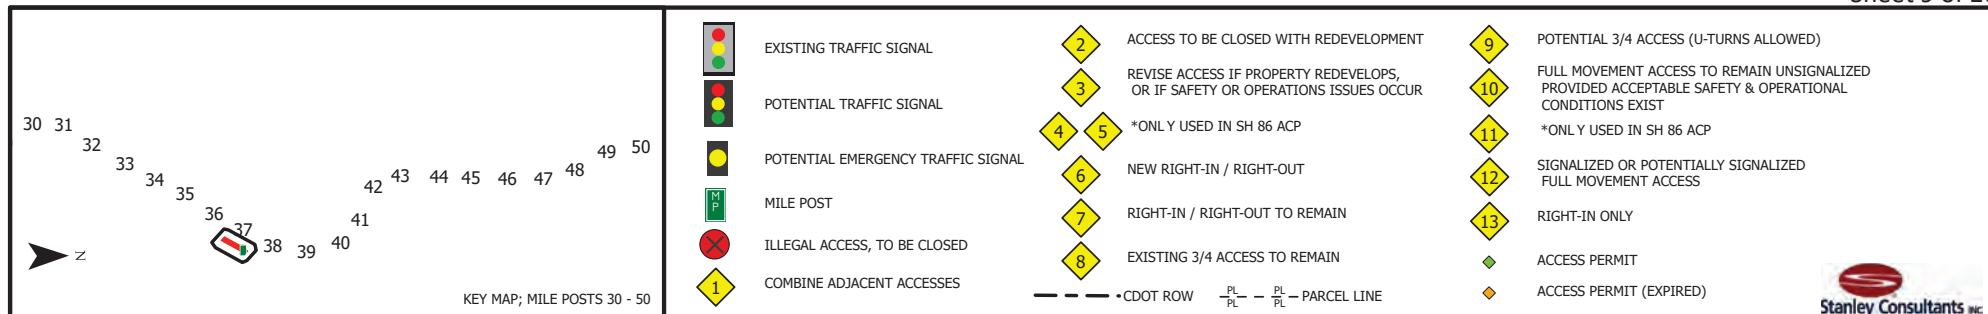 30 31
32
33
34
35
36
37
38
39
40
41
42
43
44
45
46
47
48
49
50
N
KEY MAP; MILE POSTS 30 - 50
EXISTING TRAFFIC SIGNAL
POTENTIAL TRAFFIC SIGNAL
POTENTIAL EMERGENCY TRAFFIC SIGNAL
M
P
MILE POST
ILLEGAL ACCESS, TO BE CLOSED
1 COMBINE ADJACENT ACCESSES
2 ACCESS TO BE CLOSED WITH REDEVELOPMENT
3 REVISE ACCESS IF PROPERTY REDEVELOPS,
OR IF SAFETY OR OPERATIONS ISSUES OCCUR
4 5 *ONLY USED IN SH 86 ACP
6 NEW RIGHT-IN / RIGHT-OUT
7 RIGHT-IN / RIGHT-OUT TO REMAIN
8 EXISTING 3/4 ACCESS TO REMAIN
CDOT ROW
PL PL
PL PL
PARCEL LINE
9 POTENTIAL 3/4 ACCESS (U-TURNS ALLOWED)
10 FULL MOVEMENT ACCESS TO REMAIN UNSIGNALIZED
PROVIDED ACCEPTABLE SAFETY & OPERATIONAL
CONDITIONS EXIST
11 *ONLY USED IN SH 86 ACP
12 SIGNALIZED OR POTENTIALLY SIGNALIZED
FULL MOVEMENT ACCESS
13 RIGHT-IN ONLY
ACCESS PERMIT
ACCESS PERMIT (EXPIRED)
Stanley Consultants INC